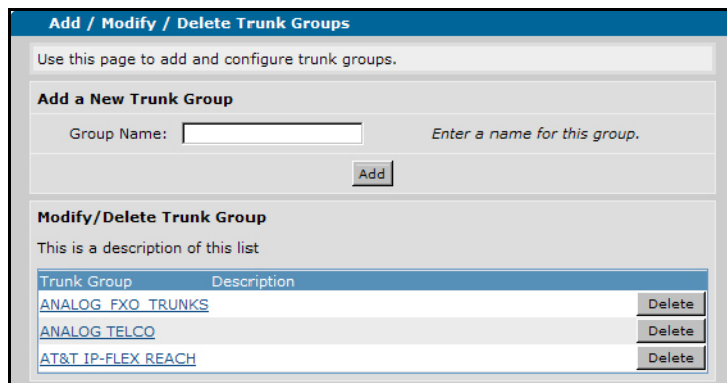 Add / Modify / Delete Trunk Groups
Use this page to add and configure trunk groups.
Add a New Trunk Group
Group Name: Enter a name for this group.
Add
Modify/Delete Trunk Group
This is a description of this list
Trunk Group Description
ANALOG FXO TRUNKS Delete
ANALOG TELCO Delete
AT&T IP-FLEX REACH Delete